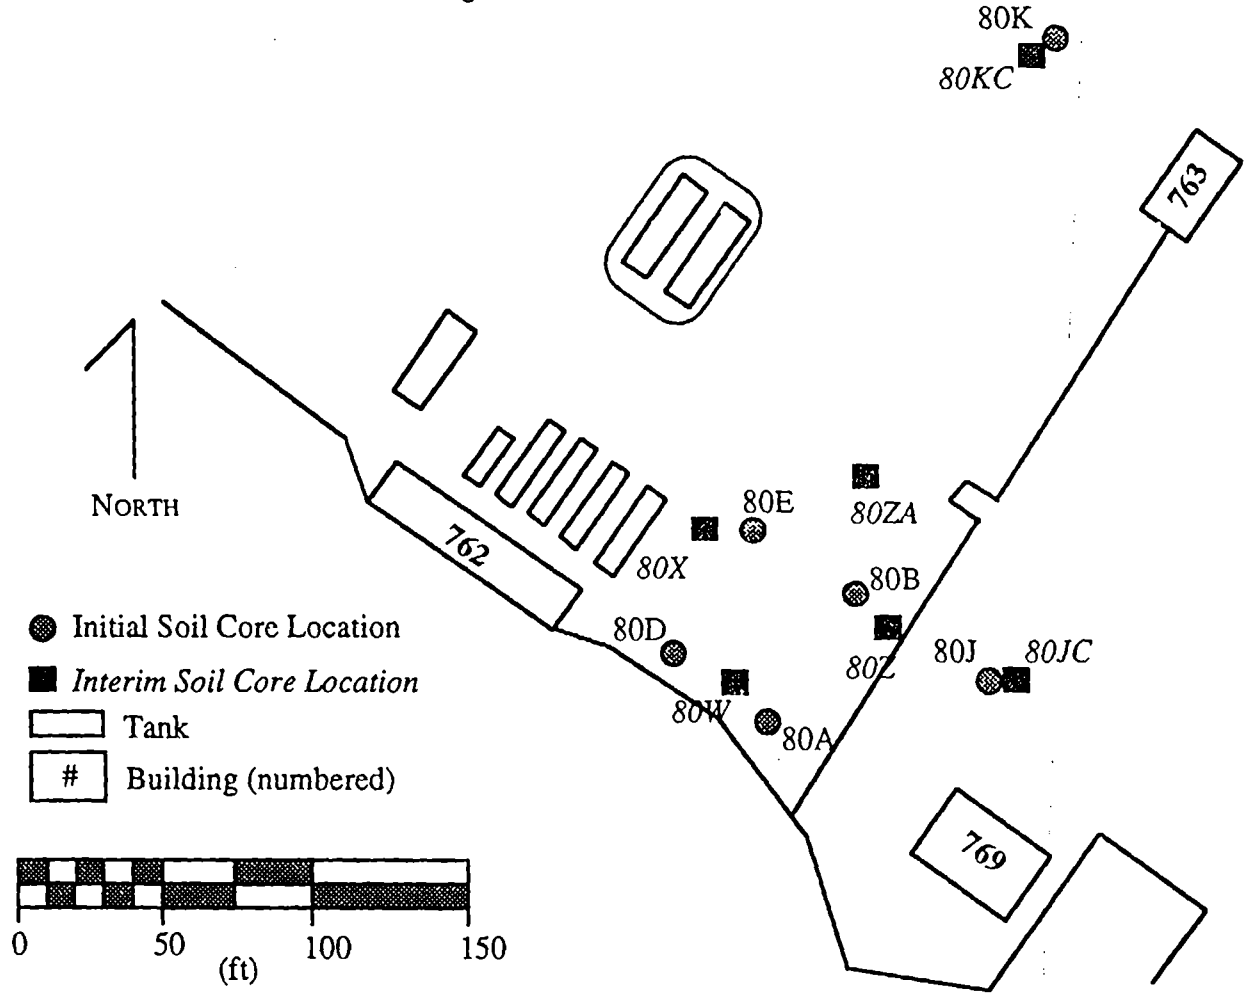 80K
80KC
763
80E
80ZA
80X
762
80B
80D
80Z
80J
80JC
80W
80A
NORTH
Initial Soil Core Location
Interim Soil Core Location
Tank
# Building (numbered)
769
0 50 100 150
(ft)